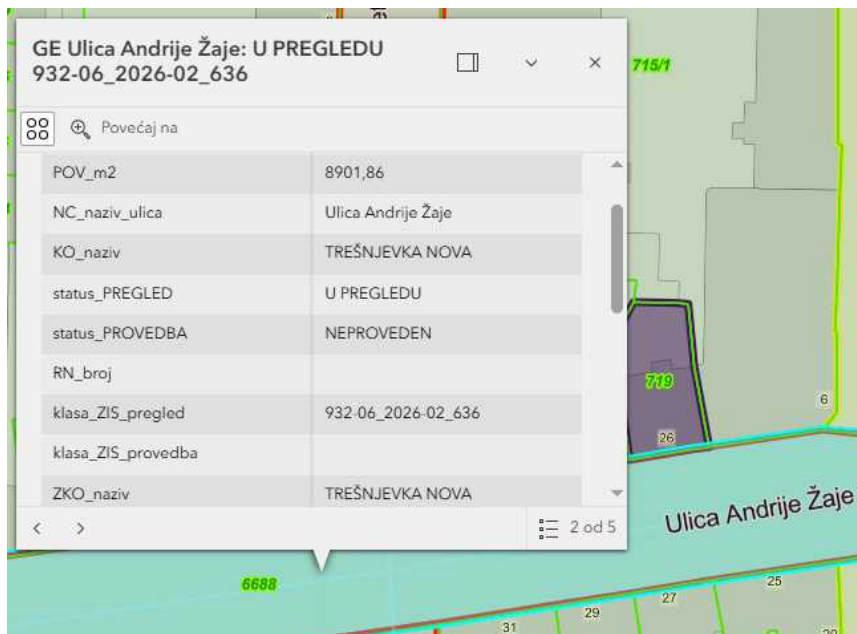 GE Ulica Andrije Žaje: U PREGLEDU
932-06_2026-02_636
Povećaj na
POV_m2 8901,86
NC_naziv_ulica Ulica Andrije Žaje
KO_naziv TREŠNJEVKA NOVA
status_PREGLED U PREGLEDU
status_PROVEDBA NEPROVEDEN
RN_broj
klasa_ZIS_pregled 932-06_2026-02_636
klasa_ZIS_provedba
ZKO_naziv TREŠNJEVKA NOVA
2 od 5
715/1
719
6
26
Ulica Andrije Žaje
6688
25
27
29
31